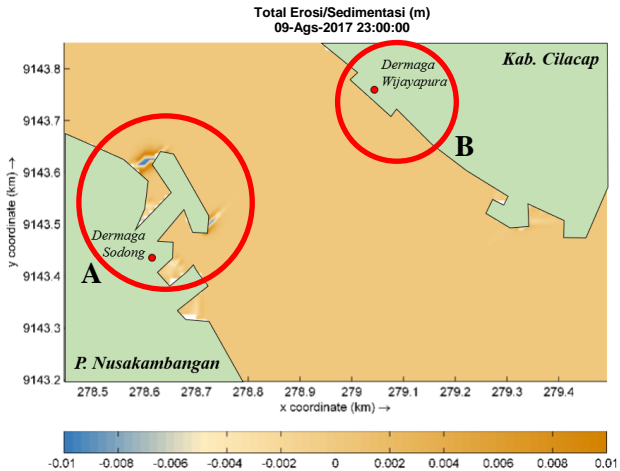 Total Erosi/Sedimentasi (m)
09-Ags-2017 23:00:00
Dermaga
Wijayapura
Kab. Cilacap
B
Dermaga
Sodong
A
P. Nusakambangan
y coordinate (km) →
9143.8
9143.7
9143.6
9143.5
9143.4
9143.3
9143.2
278.5 278.6 278.7 278.8 278.9 279 279.1 279.2 279.3 279.4
x coordinate (km) →
-0.01 -0.008 -0.006 -0.004 -0.002 0 0.002 0.004 0.006 0.008 0.01